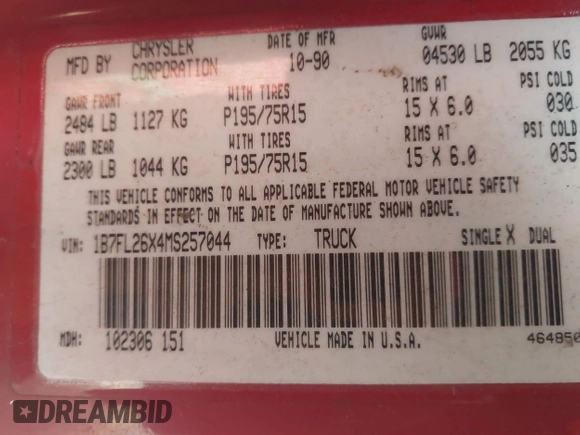 MFD BY CHRYSLER CORPORATION DATE OF MFR 10-90 GVWR 04530 LB 2055 KG
GAWR FRONT WITH TIRES RIMS AT PSI COLD
2484 LB 1127 KG P195/75R15 15 X 6.0 030
GAWR REAR WITH TIRES RIMS AT PSI COLD
2300 LB 1044 KG P195/75R15 15 X 6.0 035
THIS VEHICLE CONFORMS TO ALL APPLICABLE FEDERAL MOTOR VEHICLE SAFETY
STANDARDS IN EFFECT ON THE DATE OF MANUFACTURE SHOWN ABOVE.
VIN: 1B7FL26X4MS257044 TYPE: TRUCK SINGLE X DUAL
MDH: 102306 151 VEHICLE MADE IN U.S.A. 464850
DREAMBID